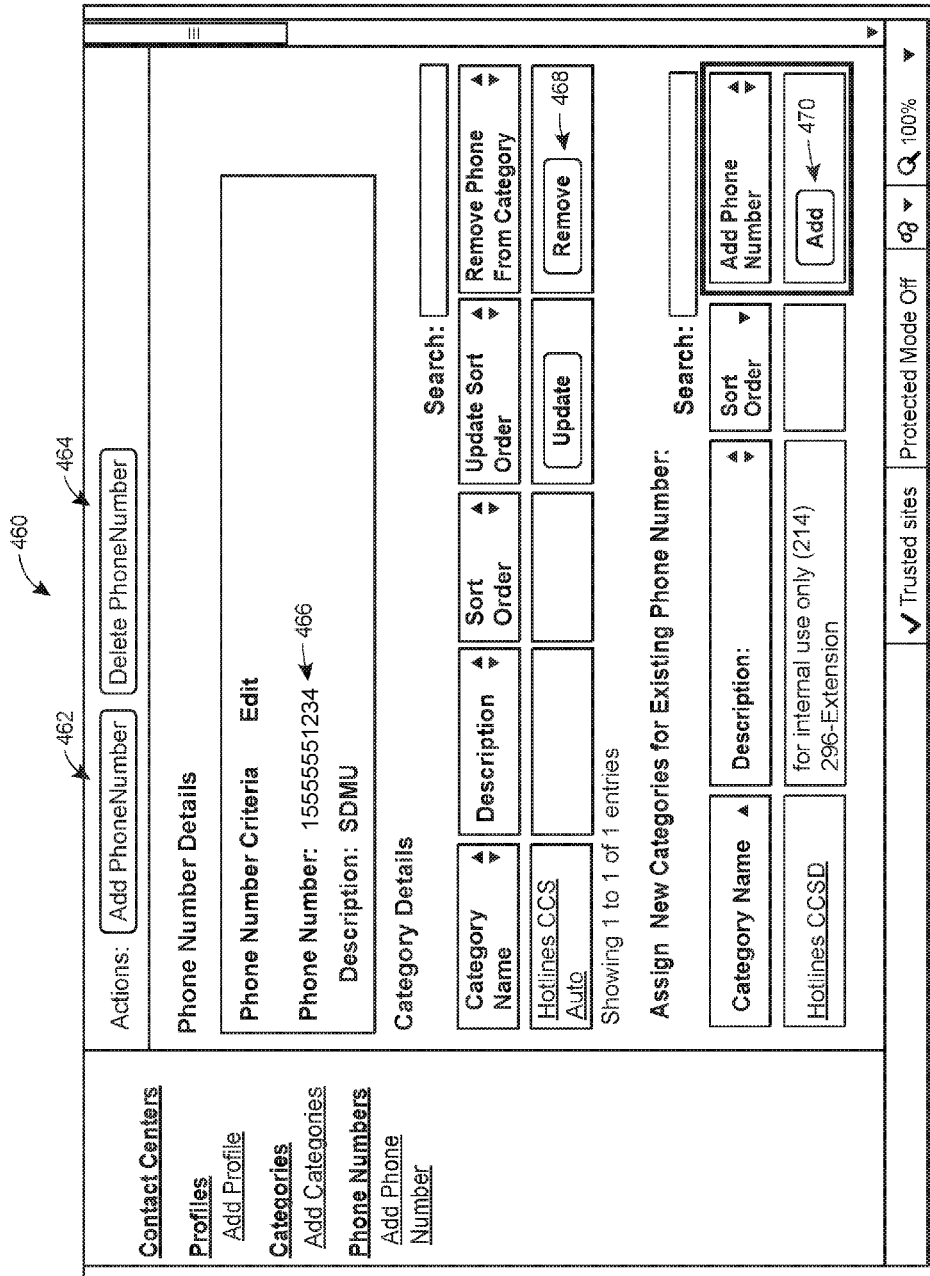 460
462
464
Actions: Add PhoneNumber Delete PhoneNumber
Contact Centers
Profiles
Add Profile
Categories
Add Categories
Phone Numbers
Add Phone
Number
Phone Number Details
Phone Number Criteria Edit
Phone Number: 15555551234 466
Description: SDMU
Category Details
Search:
Category
Name
Description
Sort
Order
Update Sort
Order
Remove Phone
From Category
Hotlines CCS
Auto
Update
Remove
468
Showing 1 to 1 of 1 entries
Assign New Categories for Existing Phone Number:
Search:
Category Name
Description:
Sort
Order
Add Phone
Number
Hotlines CCSD
for internal use only (214)
296-Extension
Add
470
Trusted sites
Protected Mode Off
100%